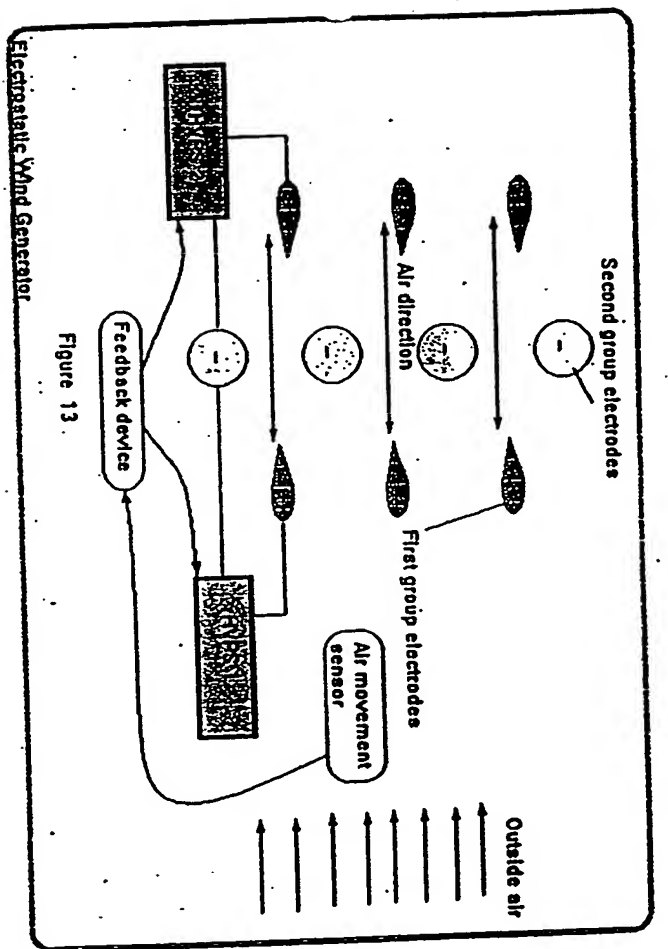 Second group electrodes
Air direction
First group electrodes
Air movement
sensor
Outside air
Feedback device
Figure 13
Electrostatic Wind Generator